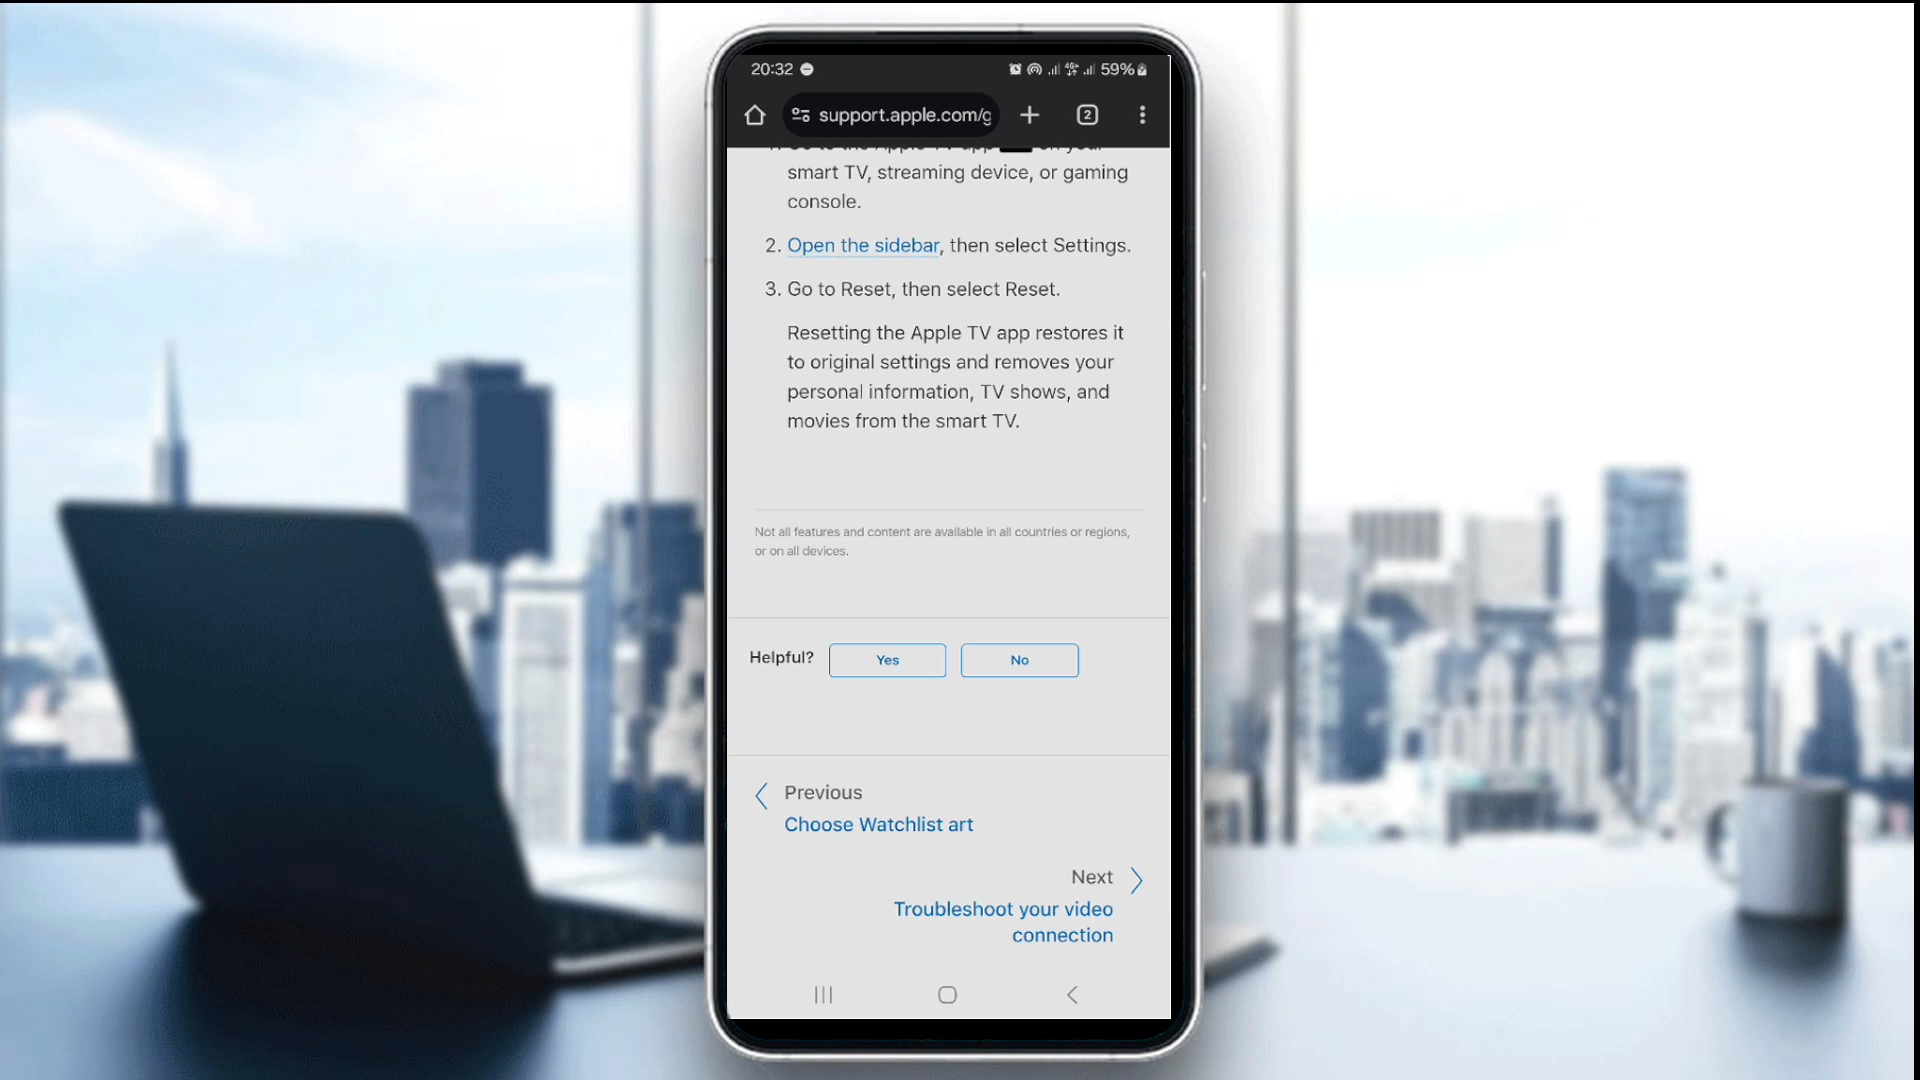 20:32
59%
support.apple.com/g
2
smart TV, streaming device, or gaming
console.
2. Open the sidebar, then select Settings.
3. Go to Reset, then select Reset.
Resetting the Apple TV app restores it
to original settings and removes your
personal information, TV shows, and
movies from the smart TV.
Not all features and content are available in all countries or regions,
or on all devices.
Helpful?
Yes
No
Previous
Choose Watchlist art
Next
Troubleshoot your video
connection